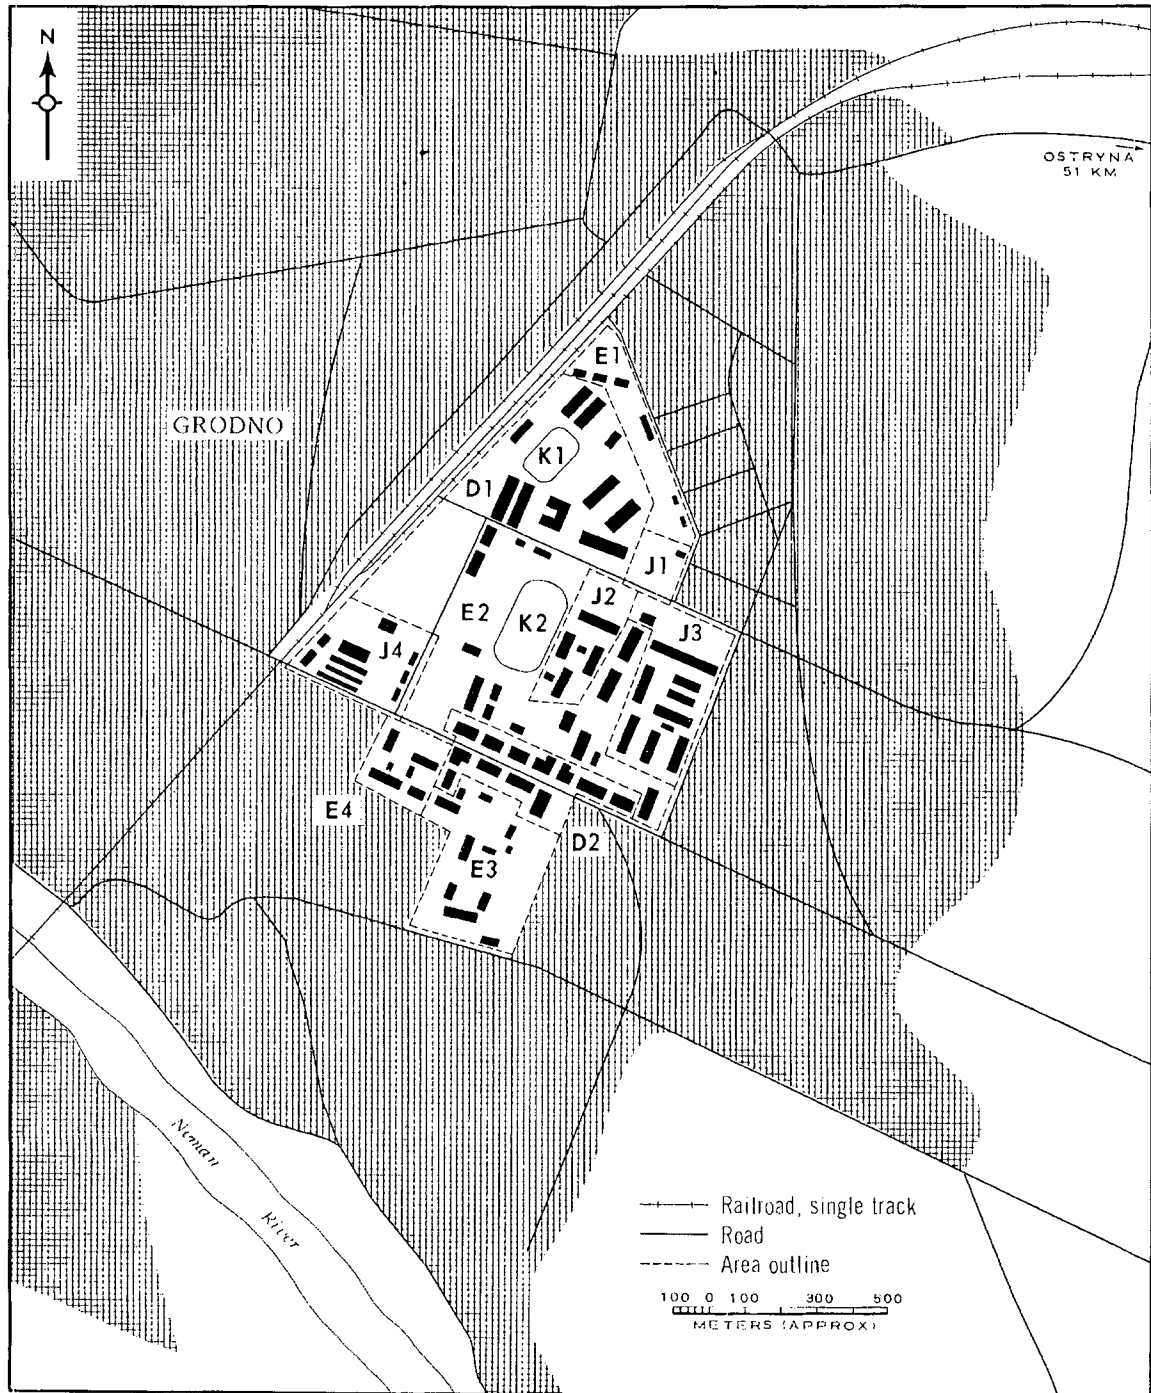 N
OSTRYNA
51 KM
E1
GRODNO
K1
D1
J1
E2
K2
J2
J3
J4
E4
D2
E3
Neman
River
Railroad, single track
Road
Area outline
100 0 100 300 500
METERS (APPROX)